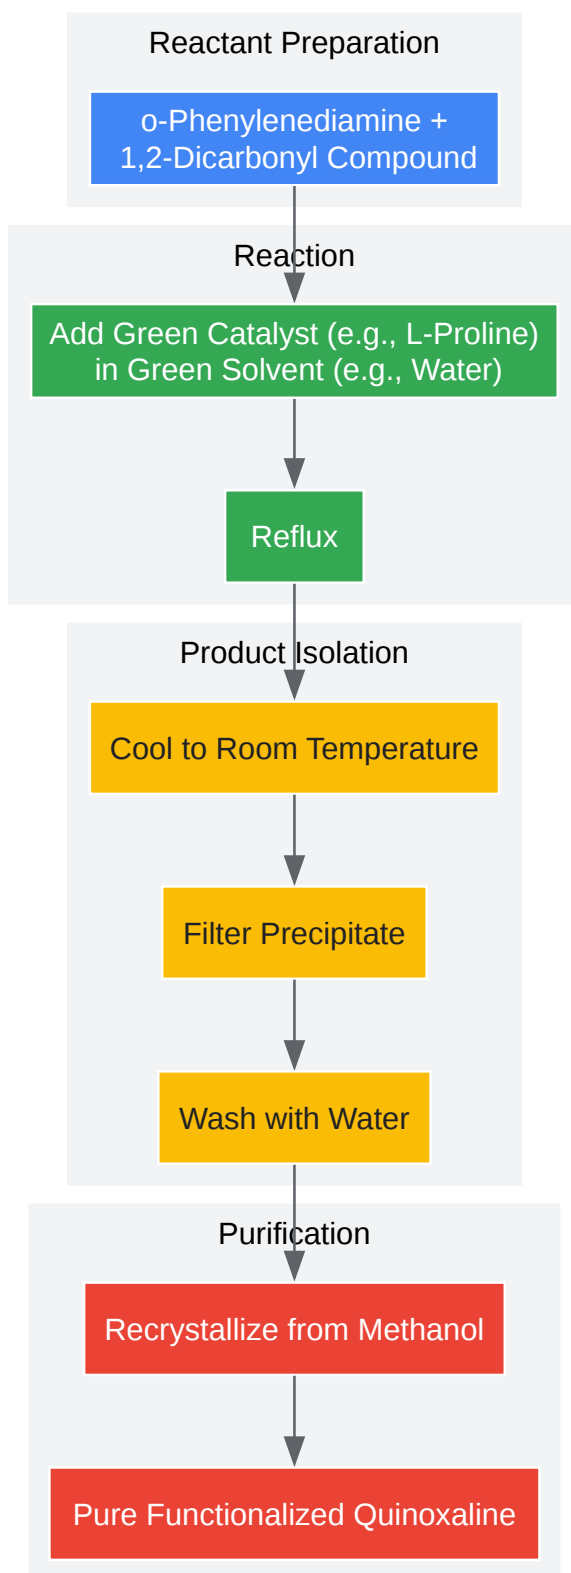 Reactant Preparation
o-Phenylenediamine +
1,2-Dicarbonyl Compound
Reaction
Add Green Catalyst (e.g., L-Proline)
in Green Solvent (e.g., Water)
Reflux
Product Isolation
Cool to Room Temperature
Filter Precipitate
Wash with Water
Purification
Recrystallize from Methanol
Pure Functionalized Quinoxaline